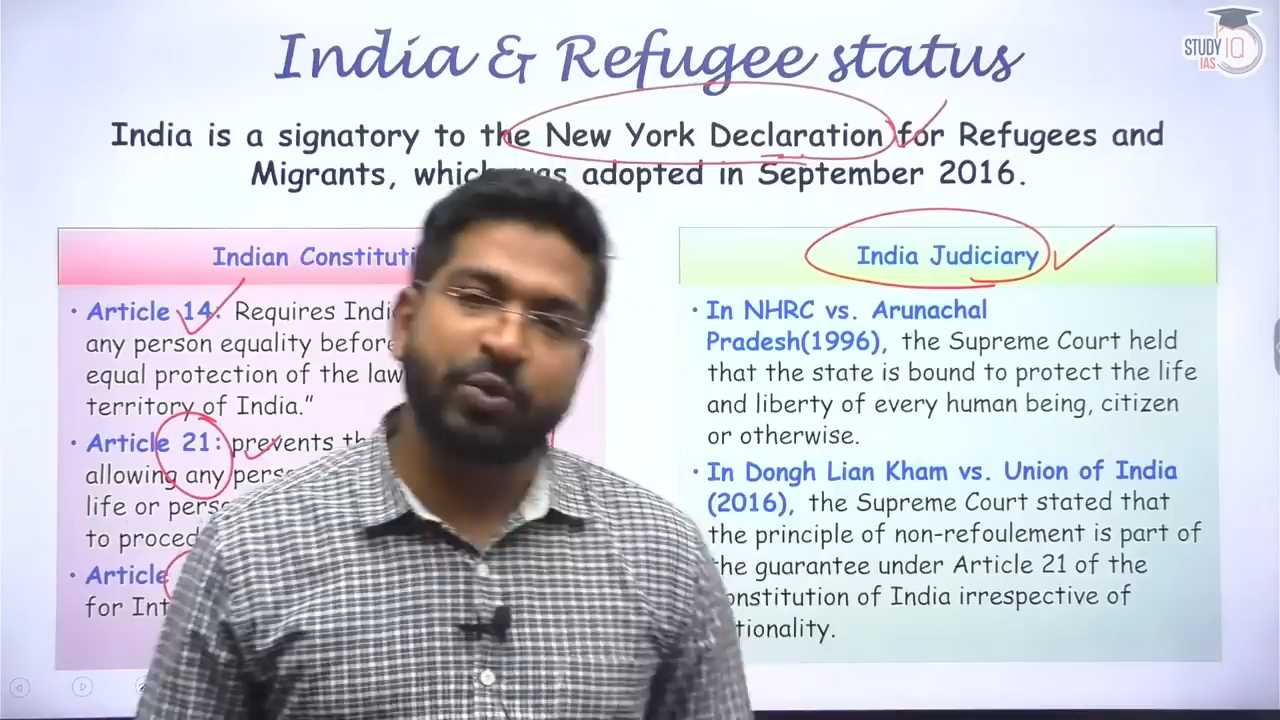 India & Refugee status
STUDY IQ
IAS
India is a signatory to the New York Declaration for Refugees and
Migrants, which was adopted in September 2016.
Indian Constituti
• Article 14: Requires Indi
any person equality before
equal protection of the law
territory of India.”
• Article 21: prevents th
allowing any pers
life or pers
to proced
• Article
for Int
India Judiciary
• In NHRC vs. Arunachal
Pradesh(1996), the Supreme Court held
that the state is bound to protect the life
and liberty of every human being, citizen
or otherwise.
• In Dongh Lian Kham vs. Union of India
(2016), the Supreme Court stated that
the principle of non-refoulement is part of
the guarantee under Article 21 of the
onstitution of India irrespective of
tionality.